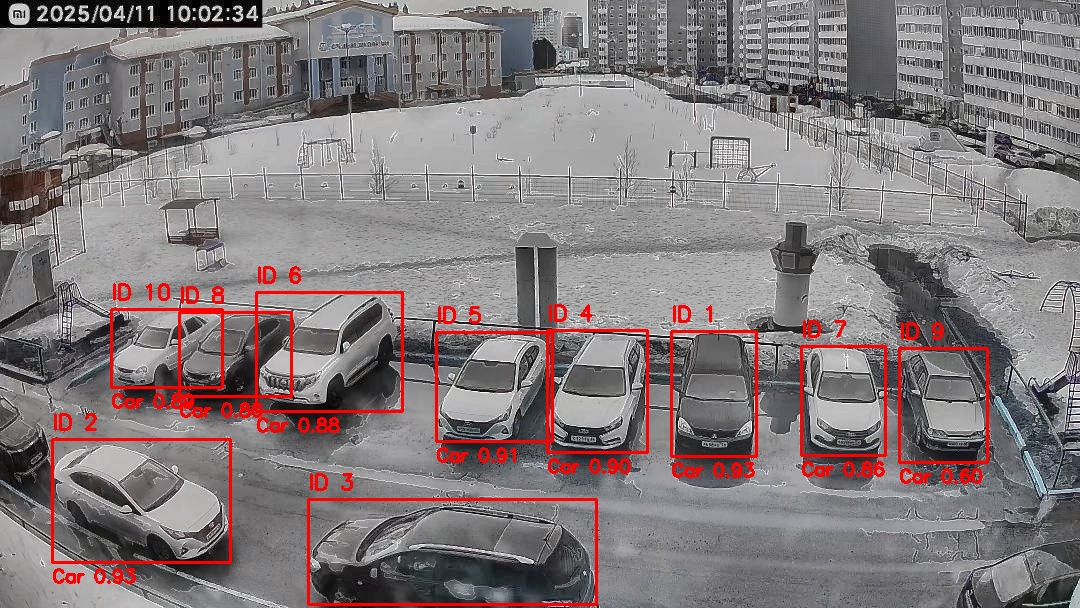 2025/04/11 10:02:34
ID 6
ID 10
ID 8
ID 5
ID 4
ID 1
ID 7
ID 9
Car 0.88
Car 0.91
Car 0.90
Car 0.93
Car 0.86
Car 0.60
ID 2
ID 3
Car 0.93